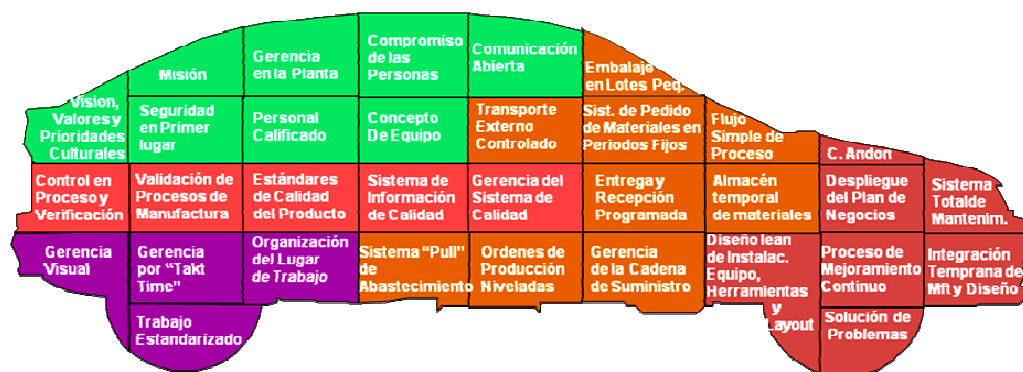 Misión
Gerencia
en la Planta
Compromiso
de las
Personas
Comunicación
Abierta
Embalajo
en Lotes Peq.
Vision,
Valores y
Prioridades
Culturales
Seguridad
en Primer
lugar
Personal
Calificado
Concepto
De Equipo
Transporte
Externo
Controlado
Sist. de Pedido
de Materiales en
Periodos Fijos
Flujo
Simple de
Proceso
C. Andon
Control en
Proceso y
Verificación
Validación de
Procesos de
Manufactura
Estándares
de Calidad
del Producto
Sistema de
Información
de Calidad
Gerencia del
Sistema de
Calidad
Entrega y
Recepción
Programada
Almacén
temporal
de materiales
Despliegue
del Plan de
Negocios
Sistema
Totalde
Mantenim.
Gerencia
Visual
Gerencia
por “Takt
Time”
Organización
del Lugar
de Trabajo
Sistema “Pull”
de
Abastecimiento
Ordenes de
Producción
Niveladas
Gerencia
de la Cadena
de Suministro
Diseño lean
de Instalac.
Equipo,
Herramientas
y
Layout
Proceso de
Mejoramiento
Continuo
Integración
Temprana de
Mft y Diseño
Trabajo
Estandarizado
Solución de
Problemas